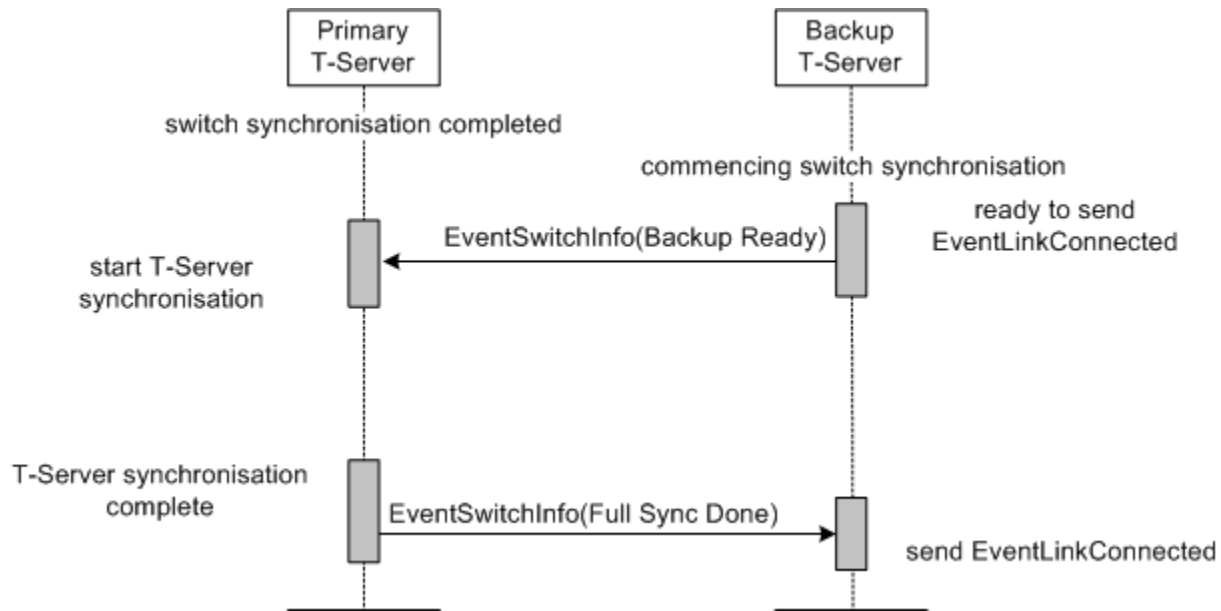 Primary
T-Server
Backup
T-Server
switch synchronisation completed
commencing switch synchronisation
ready to send
EventLinkConnected
EventSwitchInfo(Backup Ready)
start T-Server
synchronisation
T-Server synchronisation
complete
EventSwitchInfo(Full Sync Done)
send EventLinkConnected